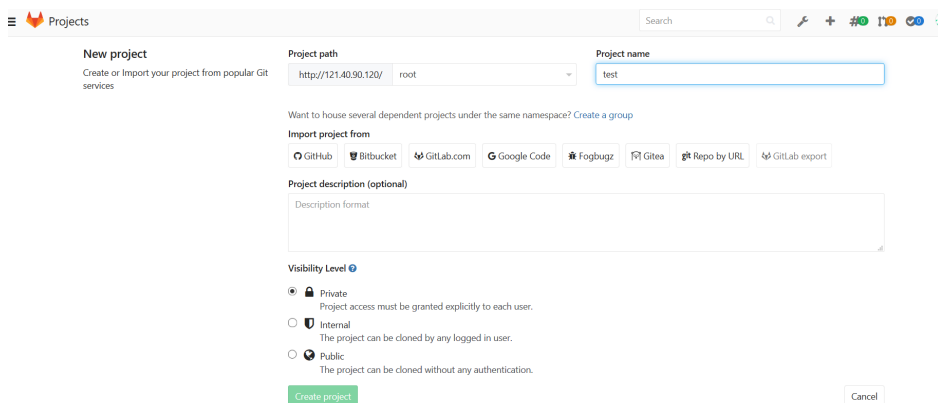 Projects
Search
0 0 0
New project
Create or Import your project from popular Git
services
Project path
http://121.40.90.120/ root
Project name
test
Want to house several dependent projects under the same namespace? Create a group
Import project from
GitHub Bitbucket GitLab.com Google Code Fogbugz Gitea git Repo by URL GitLab export
Project description (optional)
Description format
Visibility Level
Private
Project access must be granted explicitly to each user.
Internal
The project can be cloned by any logged in user.
Public
The project can be cloned without any authentication.
Create project
Cancel